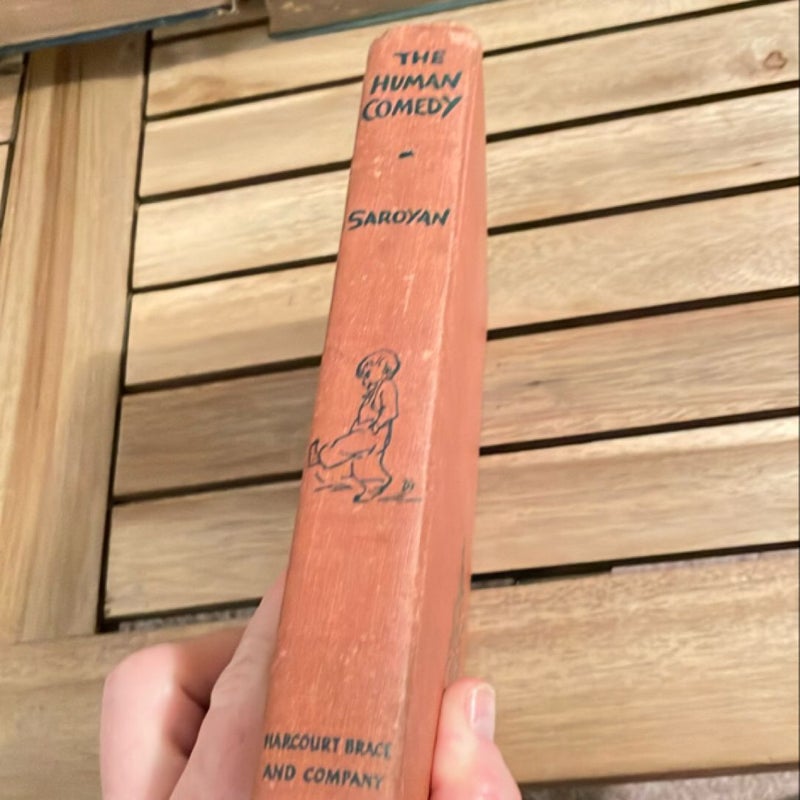 THE
HUMAN
COMEDY
-
SAROYAN
HARCOURT BRACE
AND COMPANY